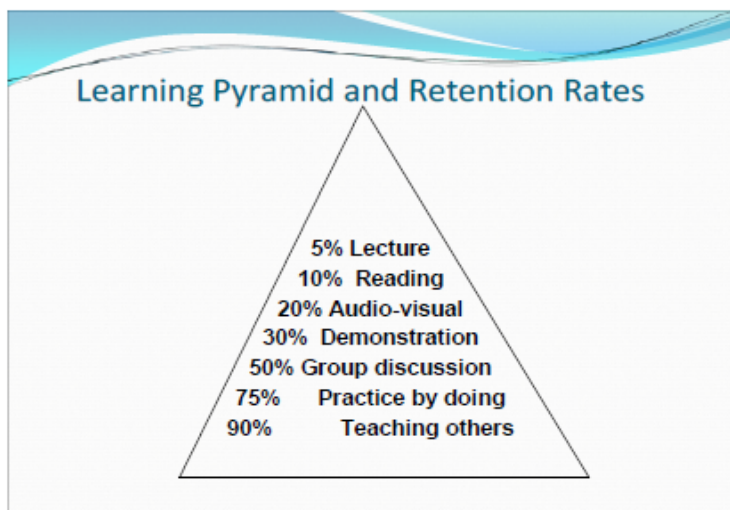 Learning Pyramid and Retention Rates
5% Lecture
10% Reading
20% Audio-visual
30% Demonstration
50% Group discussion
75% Practice by doing
90% Teaching others